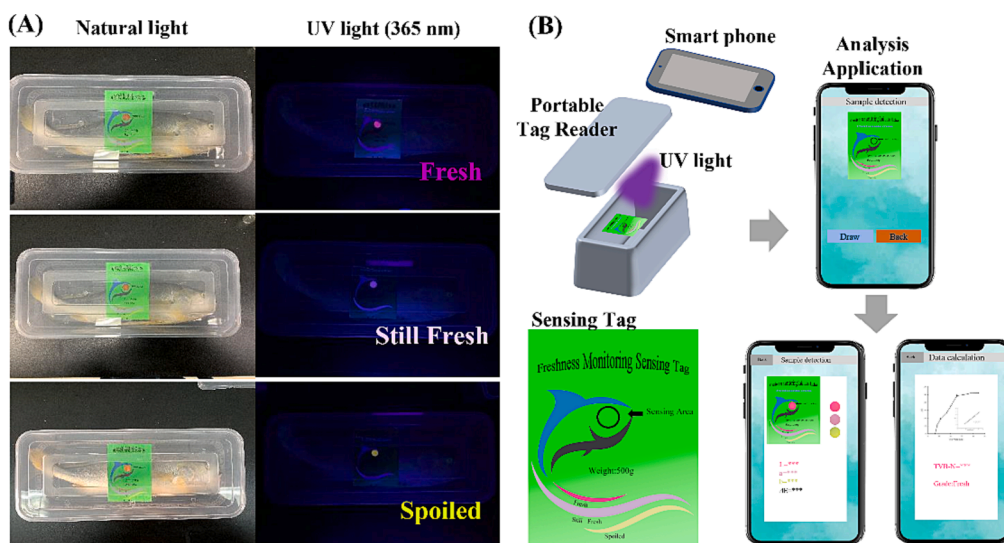 (A)
Natural light
UV light (365 nm)
Fresh
Still Fresh
Spoiled
(B)
Smart phone
Portable
Tag Reader
UV light
Analysis
Application
Sample detection
Draw
Back
Sensing Tag
Freshness Monitoring Sensing Tag
Sensing Area
Weight:500g
Fresh
Still Fresh
Spoiled
Back
Sample detection
Data calculation
TVB-N=***
Grade:Fresh